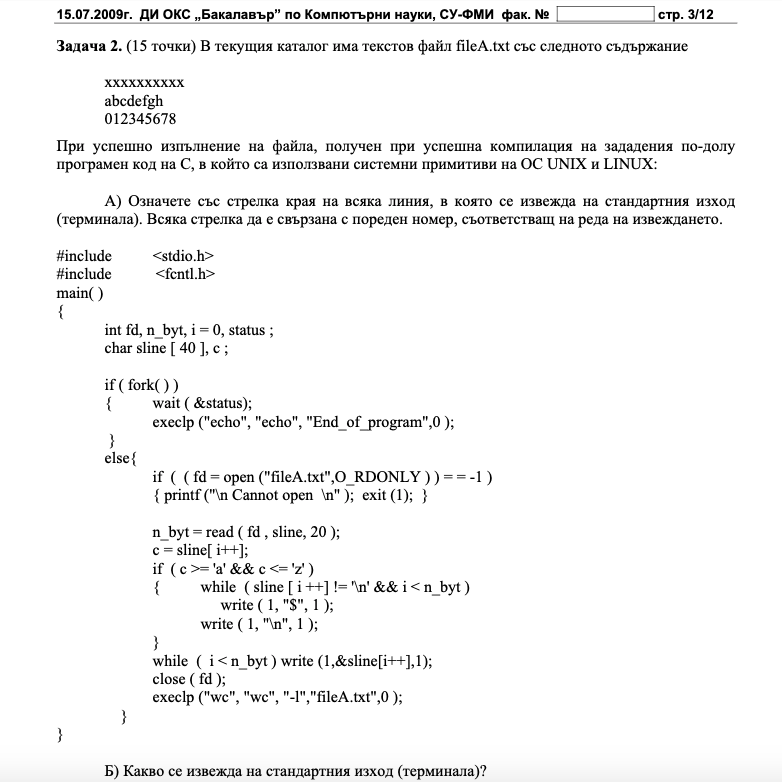 15.07.2009г. ДИ ОКС „Бакалавър” по Компютърни науки, СУ-ФМИ фак. № стр. 3/12
Задача 2. (15 точки) В текущия каталог има текстов файл fileA.txt със следното съдържание
xxxxxxxxxx
abcdefgh
012345678
При успешно изпълнение на файла, получен при успешна компилация на зададения по-долу
програмен код на С, в който са използвани системни примитиви на ОС UNIX и LINUX:
А) Означете със стрелка края на всяка линия, в която се извежда на стандартния изход
(терминала). Всяка стрелка да е свързана с пореден номер, съответстващ на реда на извеждането.
#include <stdio.h>
#include <fcntl.h>
main( )
{
int fd, n_byt, i = 0, status ;
char sline [ 40 ], c ;
if ( fork( ) )
{ wait ( &status);
execlp ("echo", "echo", "End_of_program",0 );
}
else{
if ( ( fd = open ("fileA.txt",O_RDONLY ) ) = = -1 )
{ printf ("\n Cannot open \n" ); exit (1); }
n_byt = read ( fd , sline, 20 );
c = sline[ i++];
if ( c >= 'a' && c <= 'z' )
{ while ( sline [ i ++] != '\n' && i < n_byt )
write ( 1, "$", 1 );
write ( 1, "\n", 1 );
}
while ( i < n_byt ) write (1,&sline[i++],1);
close ( fd );
execlp ("wc", "wc", "-l","fileA.txt",0 );
}
}
Б) Какво се извежда на стандартния изход (терминала)?